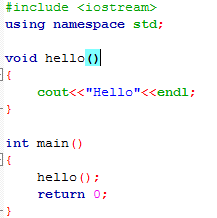 #include <iostream>
using namespace std;

void hello()
{
    cout<<"Hello"<<endl;
}

int main()
{
    hello();
    return 0;
}